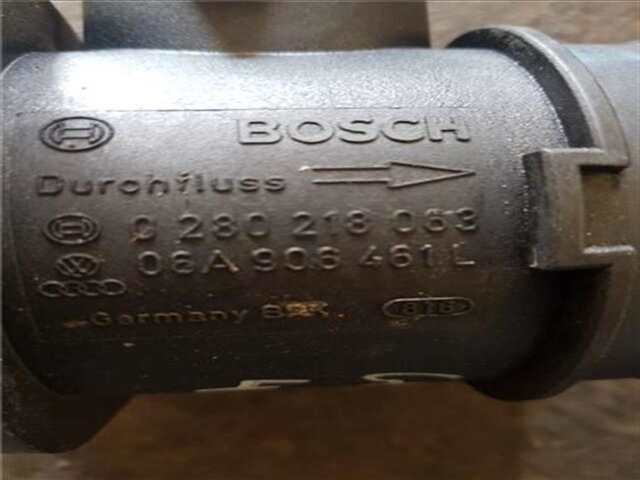 BOSCH
Durchfluss
0 280 218 063
06A 906 461 L
Germany